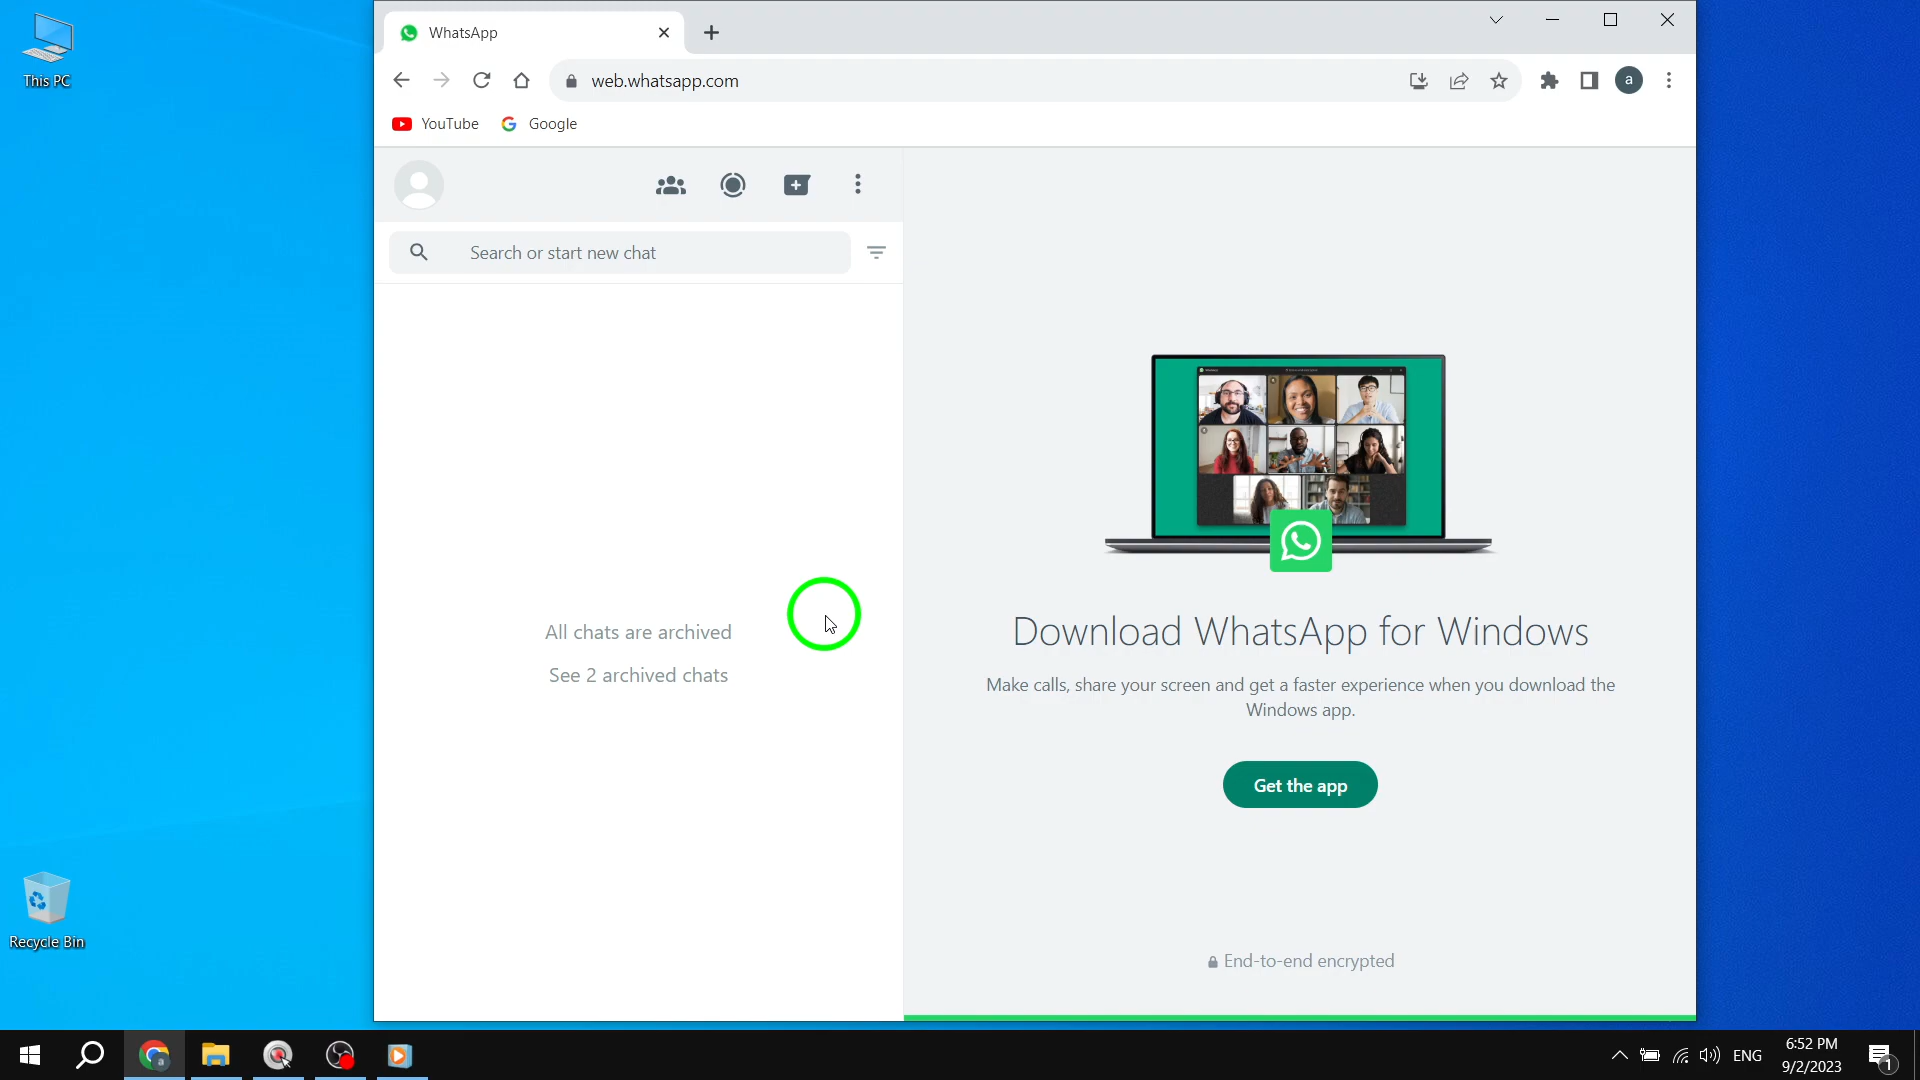 This PC
WhatsApp
web.whatsapp.com
a
YouTube
Google
Search or start new chat
All chats are archived
See 2 archived chats
Download WhatsApp for Windows
Make calls, share your screen and get a faster experience when you download the
Windows app.
Get the app
End-to-end encrypted
Recycle Bin
a
ENG
6:52 PM
9/2/2023
1